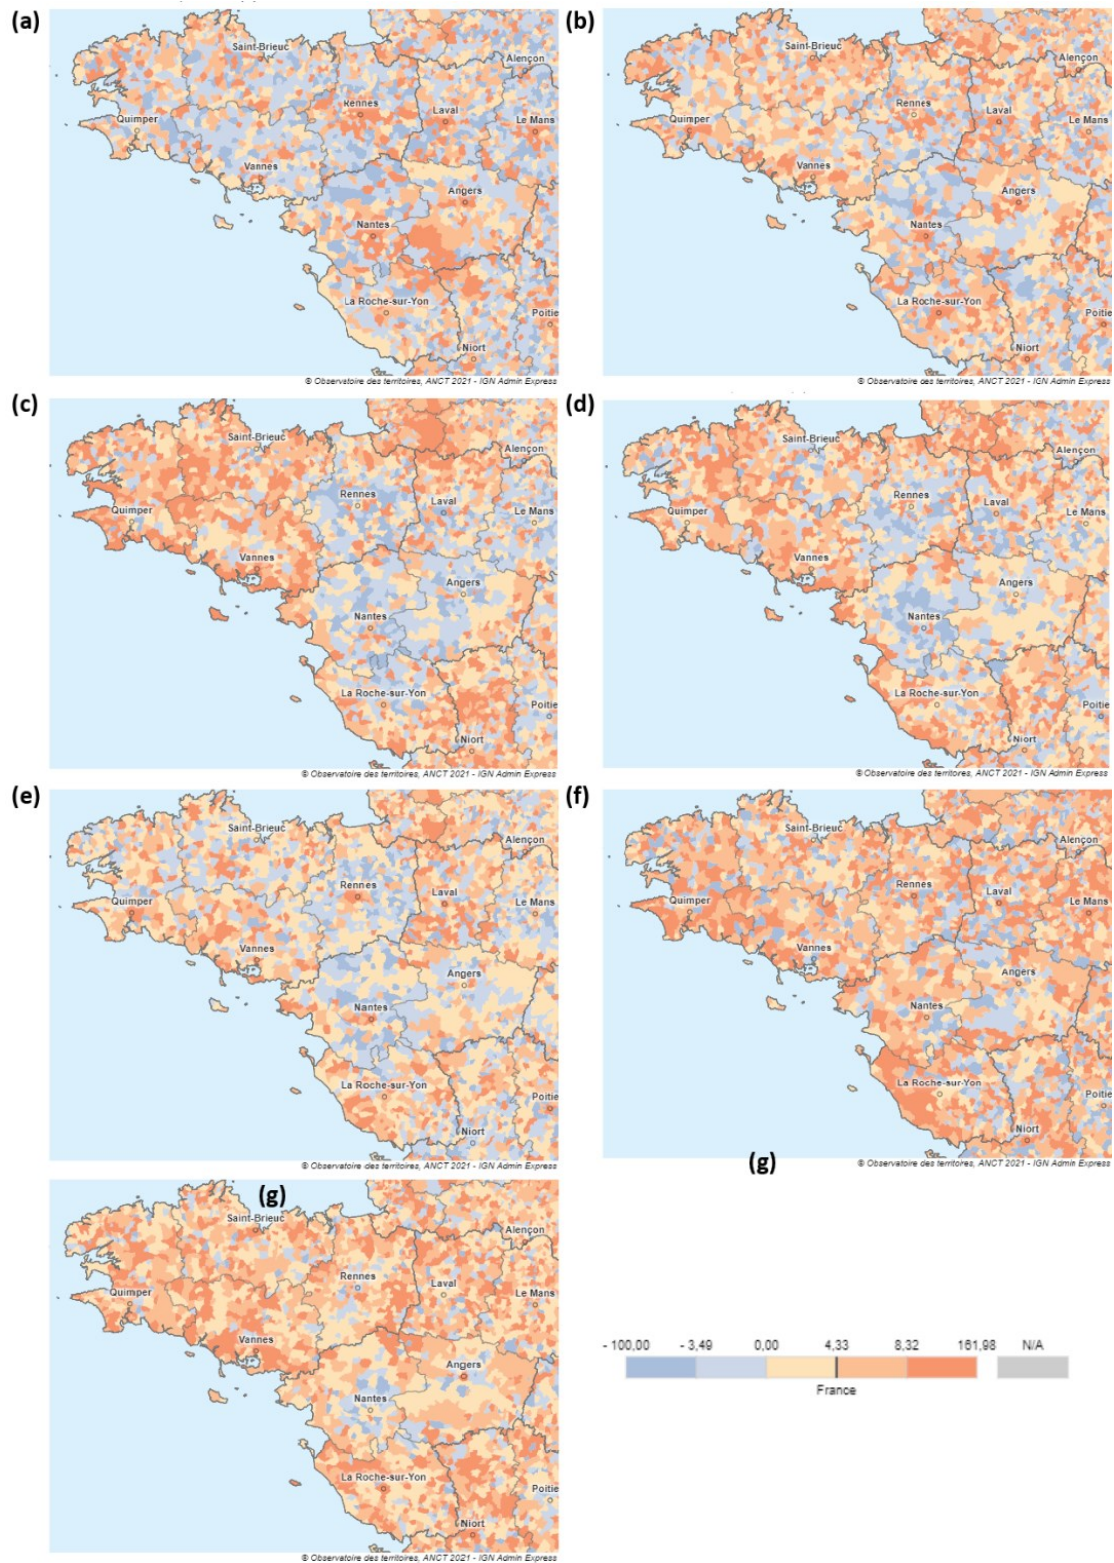 (a)
Saint-Brieuc
Alençon
Rennes
Laval
Quimper
Le Mans
Vannes
Angers
Nantes
La Roche-sur-Yon
Poitie
Niort
© Observatoire des territoires, ANCT 2021 - IGN Admin Express
(b)
Saint-Brieuc
Alençon
Rennes
Laval
Quimper
Le Mans
Vannes
Angers
Nantes
La Roche-sur-Yon
Poitie
Niort
© Observatoire des territoires, ANCT 2021 - IGN Admin Express
(c)
Saint-Brieuc
Alençon
Rennes
Laval
Quimper
Le Mans
Vannes
Angers
Nantes
La Roche-sur-Yon
Poitie
Niort
© Observatoire des territoires, ANCT 2021 - IGN Admin Express
(d)
Saint-Brieuc
Alençon
Rennes
Laval
Quimper
Le Mans
Vannes
Angers
Nantes
La Roche-sur-Yon
Poitie
Niort
© Observatoire des territoires, ANCT 2021 - IGN Admin Express
(e)
Saint-Brieuc
Alençon
Rennes
Laval
Quimper
Le Mans
Vannes
Angers
Nantes
La Roche-sur-Yon
Poitie
Niort
© Observatoire des territoires, ANCT 2021 - IGN Admin Express
(f)
Saint-Brieuc
Alençon
Rennes
Laval
Quimper
Le Mans
Vannes
Angers
Nantes
La Roche-sur-Yon
Poitie
Niort
© Observatoire des territoires, ANCT 2021 - IGN Admin Express
(g)
(g)
Saint-Brieuc
Alençon
Rennes
Laval
Quimper
Le Mans
Vannes
Angers
Nantes
La Roche-sur-Yon
Poitie
Niort
© Observatoire des territoires, ANCT 2021 - IGN Admin Express
- 100,00 - 3,49 0,00 4,33 8,32 161,98 N/A
France